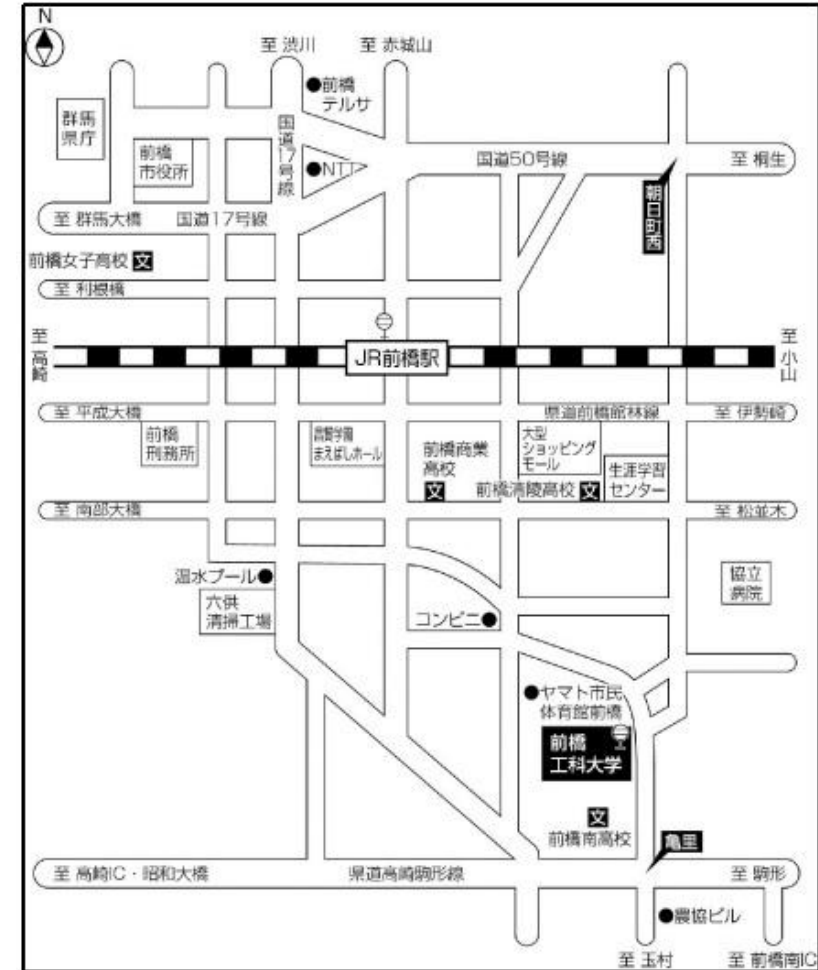 N
至 渋川
至 赤城山
●前橋
テルサ
群馬
県庁
前橋
市役所
国道17号線
●NTT
国道50号線
至 桐生
朝日町西
至 群馬大橋
国道17号線
前橋女子高校 文
至 利根橋
至 高崎
JR前橋駅
至 小山
至 平成大橋
県道前橋館林線
至 伊勢崎
前橋
刑務所
昌賢学園
まえばしホール
前橋商業
高校
文
大型
ショッピング
モール
前橋清陵高校 文
生涯学習
センター
至 南部大橋
至 松並木
温水プール●
六供
清掃工場
コンビニ●
協立
病院
●ヤマト市民
体育館前橋
前橋
工科大学
文
前橋南高校
亀里
至 高崎IC・昭和大橋
県道高崎駒形線
至 駒形
●農協ビル
至 玉村
至 前橋南IC